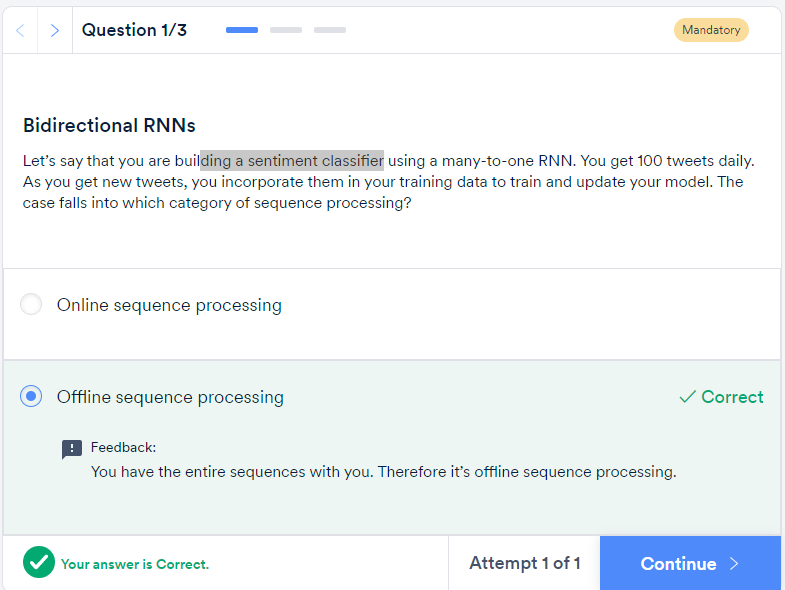 Question 1/3
Mandatory
Bidirectional RNNs
Let's say that you are building a sentiment classifier using a many-to-one RNN. You get 100 tweets daily.
As you get new tweets, you incorporate them in your training data to train and update your model. The
case falls into which category of sequence processing?
Online sequence processing
Offline sequence processing
Correct
Feedback:
You have the entire sequences with you. Therefore it's offline sequence processing.
Your answer is Correct.
Attempt 1 of 1
Continue